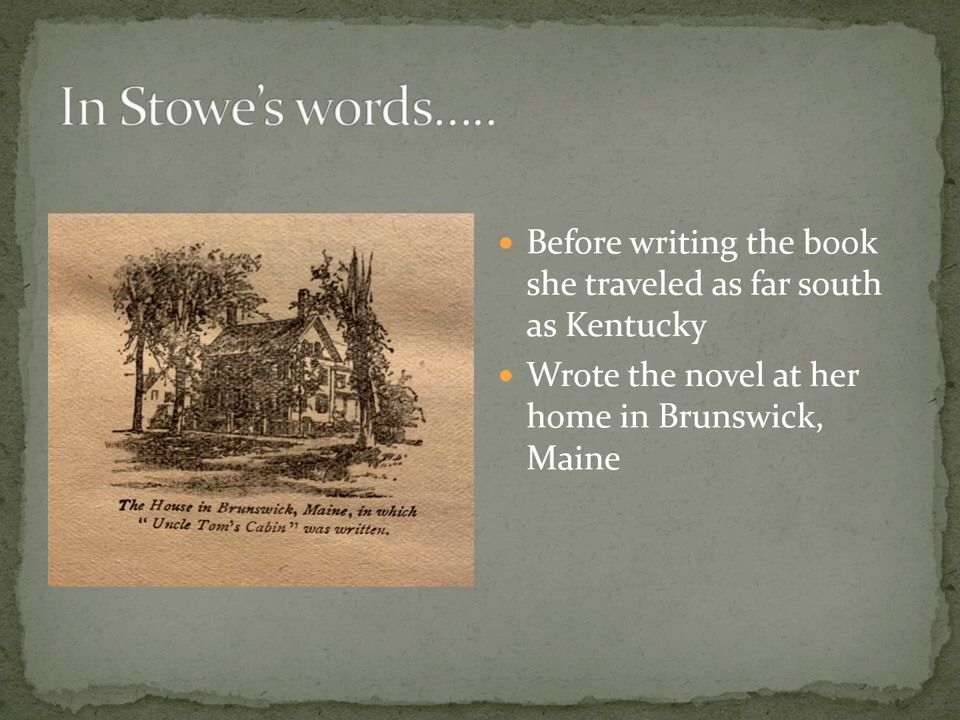 In Stowe’s words.....
The House in Brunswick, Maine, in which
“ Uncle Tom’s Cabin” was written.
• Before writing the book
she traveled as far south
as Kentucky
• Wrote the novel at her
home in Brunswick,
Maine